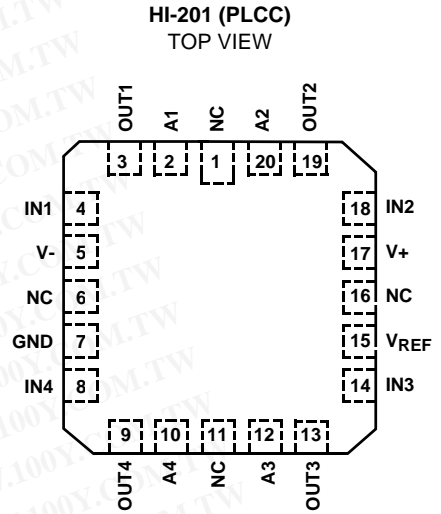 HI-201 (PLCC)
TOP VIEW
OUT1 A1 NC A2 OUT2
3 2 1 20 19
IN1 4 18 IN2
V- 5 17 V+
NC 6 16 NC
GND 7 15 VREF
IN4 8 14 IN3
9 10 11 12 13
OUT4 A4 NC A3 OUT3